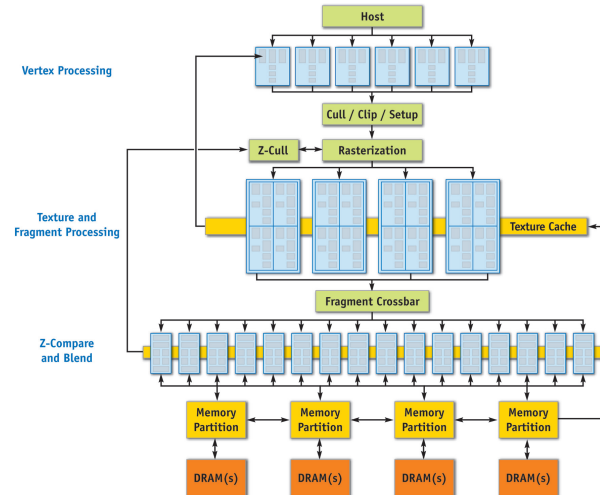 Host
Vertex Processing
Cull / Clip / Setup
Z-Cull
Rasterization
Texture and
Fragment Processing
Texture Cache
Fragment Crossbar
Z-Compare
and Blend
Memory
Partition
Memory
Partition
Memory
Partition
Memory
Partition
DRAM(s)
DRAM(s)
DRAM(s)
DRAM(s)